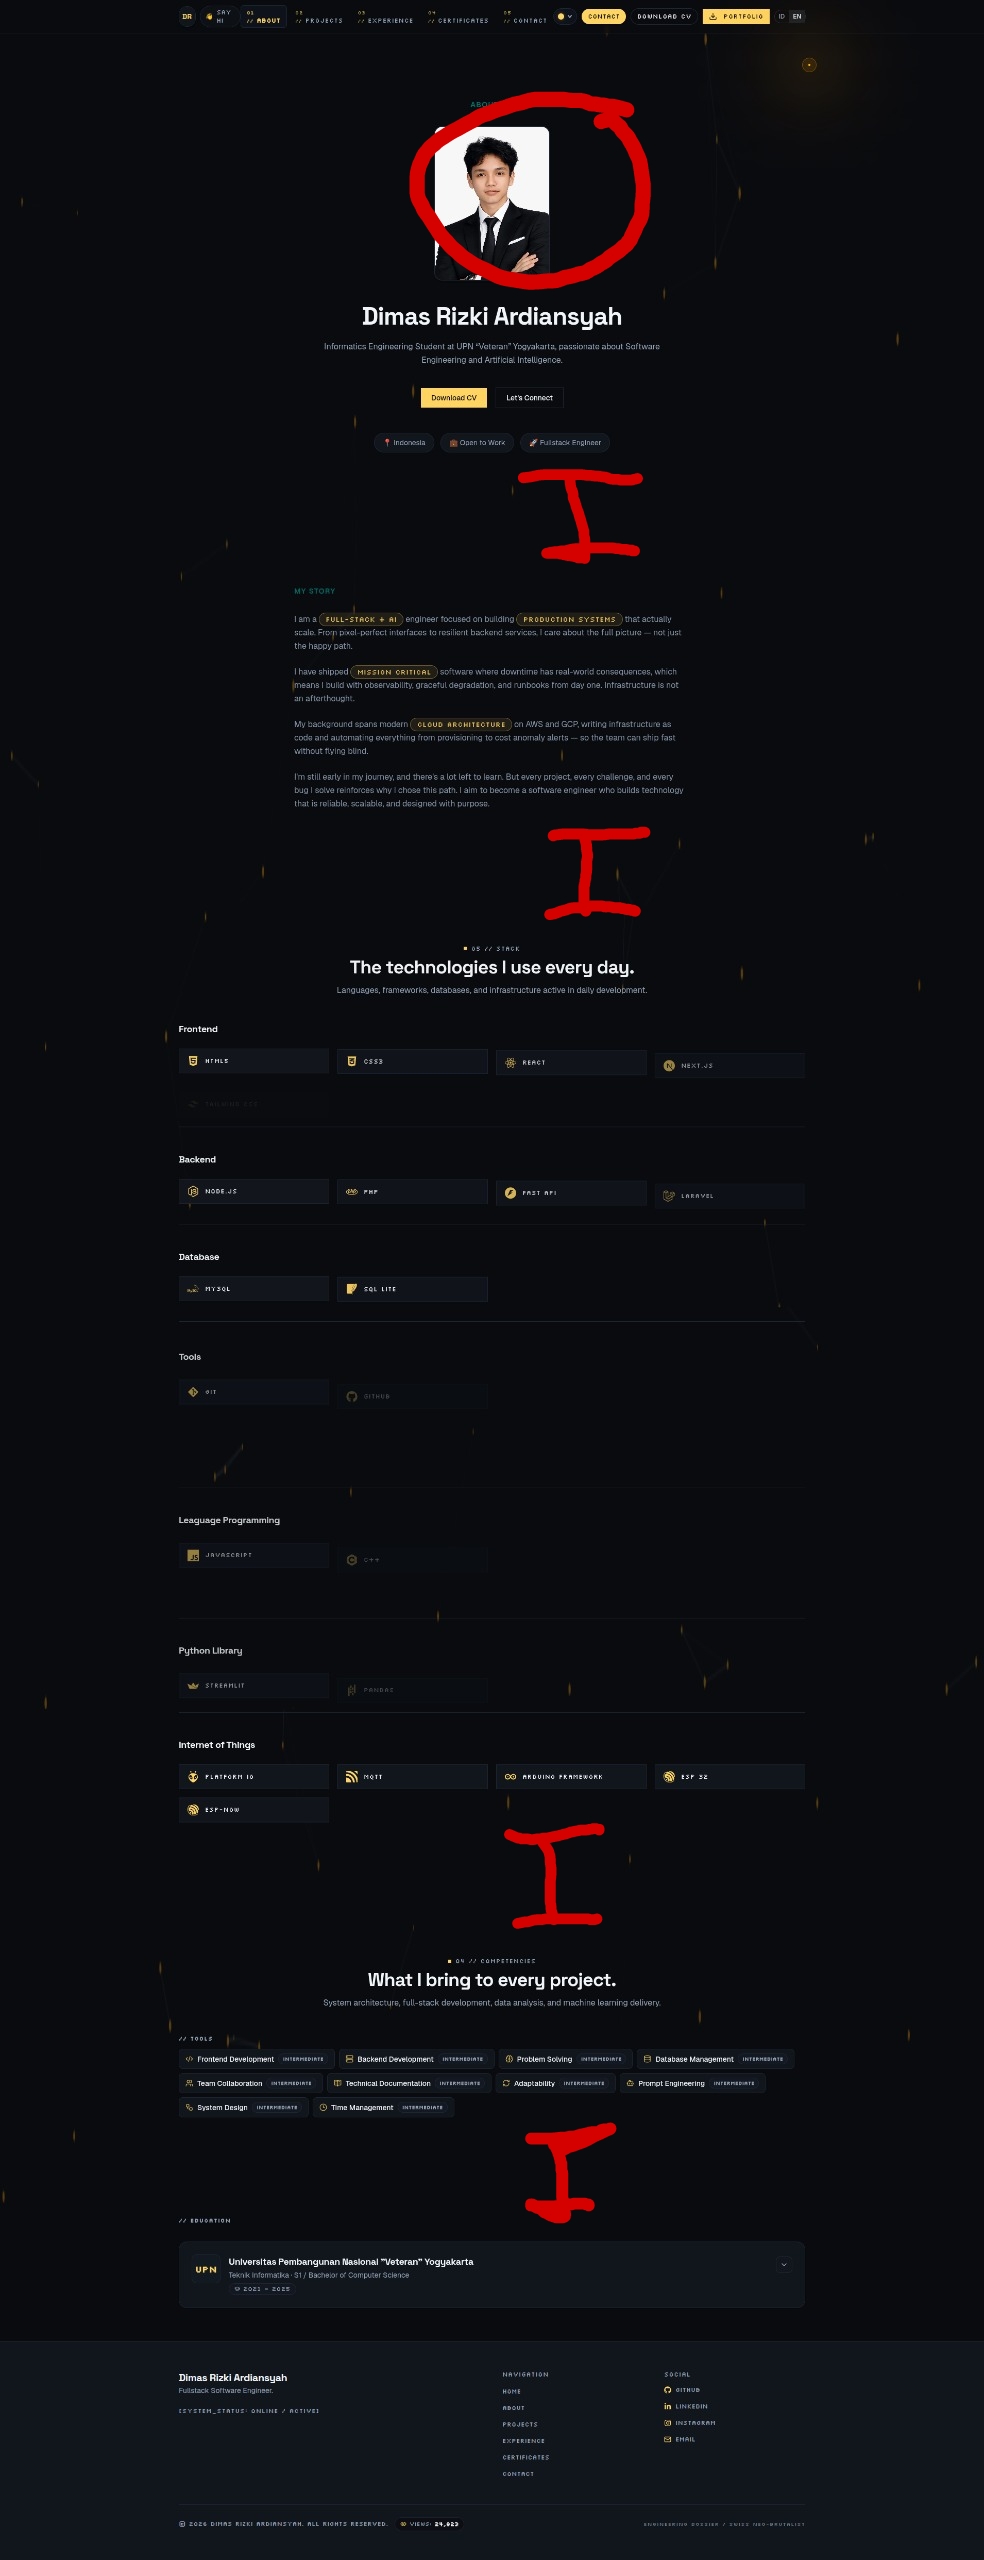 DR
👋 SAY HI
01 // ABOUT
02 // PROJECTS
03 // EXPERIENCE
04 // CERTIFICATES
05 // CONTACT
CONTACT
DOWNLOAD CV
PORTFOLIO
ID EN
Dimas Rizki Ardiansyah
Informatics Engineering Student at UPN “Veteran” Yogyakarta, passionate about Software
Engineering and Artificial Intelligence.
Download CV
Let's Connect
📍 Indonesia
💼 Open to Work
🚀 Fullstack Engineer
MY STORY
I am a FULL-STACK + AI engineer focused on building PRODUCTION SYSTEMS that actually
scale. From pixel-perfect interfaces to resilient backend services, I care about the full picture — not just
the happy path.
I have shipped MISSION CRITICAL software where downtime has real-world consequences, which
means I build with observability, graceful degradation, and runbooks from day one. Infrastructure is not
an afterthought.
My background spans modern CLOUD ARCHITECTURE on AWS and GCP, writing infrastructure as
code and automating everything from provisioning to cost anomaly alerts — so the team can ship fast
without flying blind.
I'm still early in my journey, and there's a lot left to learn. But every project, every challenge, and every
bug I solve reinforces why I chose this path. I aim to become a software engineer who builds technology
that is reliable, scalable, and designed with purpose.
05 // STACK
The technologies I use every day.
Languages, frameworks, databases, and infrastructure active in daily development.
Frontend
HTML5
CSS3
REACT
NEXT.JS
TAILWIND CSS
Backend
NODE.JS
PHP
FAST API
LARAVEL
Database
MYSQL
SQL LITE
Tools
GIT
GITHUB
Leaguage Programming
JAVASCRIPT
C++
Python Library
STREAMLIT
PANDAS
Internet of Things
PLATFORM IO
MQTT
ARDUINO FRAMEWORK
ESP 32
ESP-NOW
04 // COMPETENCIES
What I bring to every project.
System architecture, full-stack development, data analysis, and machine learning delivery.
// TOOLS
Frontend Development INTERMEDIATE
Backend Development INTERMEDIATE
Problem Solving INTERMEDIATE
Database Management INTERMEDIATE
Team Collaboration INTERMEDIATE
Technical Documentation INTERMEDIATE
Adaptability INTERMEDIATE
Prompt Engineering INTERMEDIATE
System Design INTERMEDIATE
Time Management INTERMEDIATE
// EDUCATION
UPN
Universitas Pembangunan Nasional "Veteran" Yogyakarta
Teknik Informatika · S1 / Bachelor of Computer Science
2021 - 2025
Dimas Rizki Ardiansyah
Fullstack Software Engineer.
[SYSTEM_STATUS: ONLINE / ACTIVE]
NAVIGATION
HOME
ABOUT
PROJECTS
EXPERIENCE
CERTIFICATES
CONTACT
SOCIAL
GITHUB
LINKEDIN
INSTAGRAM
EMAIL
© 2026 DIMAS RIZKI ARDIANSYAH. ALL RIGHTS RESERVED.
VIEWS: 24,023
ENGINEERING DOSSIER / SWISS NEO-BRUTALIST